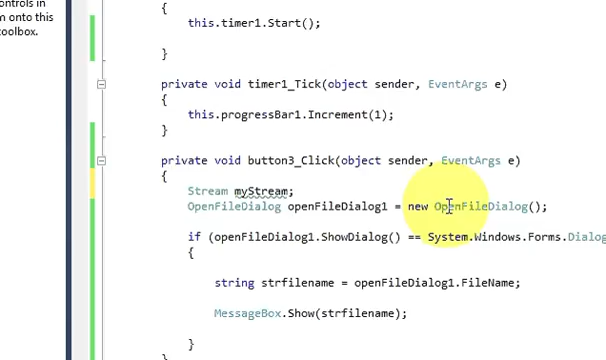 ontrols in
onto this
toolbox.
{
this.timer1.Start();
}
private void timer1_Tick(object sender, EventArgs e)
{
this.progressBar1.Increment(1);
}
private void button3_Click(object sender, EventArgs e)
{
Stream myStream;
OpenFileDialog openFileDialog1 = new OpenFileDialog();
if (openFileDialog1.ShowDialog() == System.Windows.Forms.Dialog
{
string strfilename = openFileDialog1.FileName;
MessageBox.Show(strfilename);
}